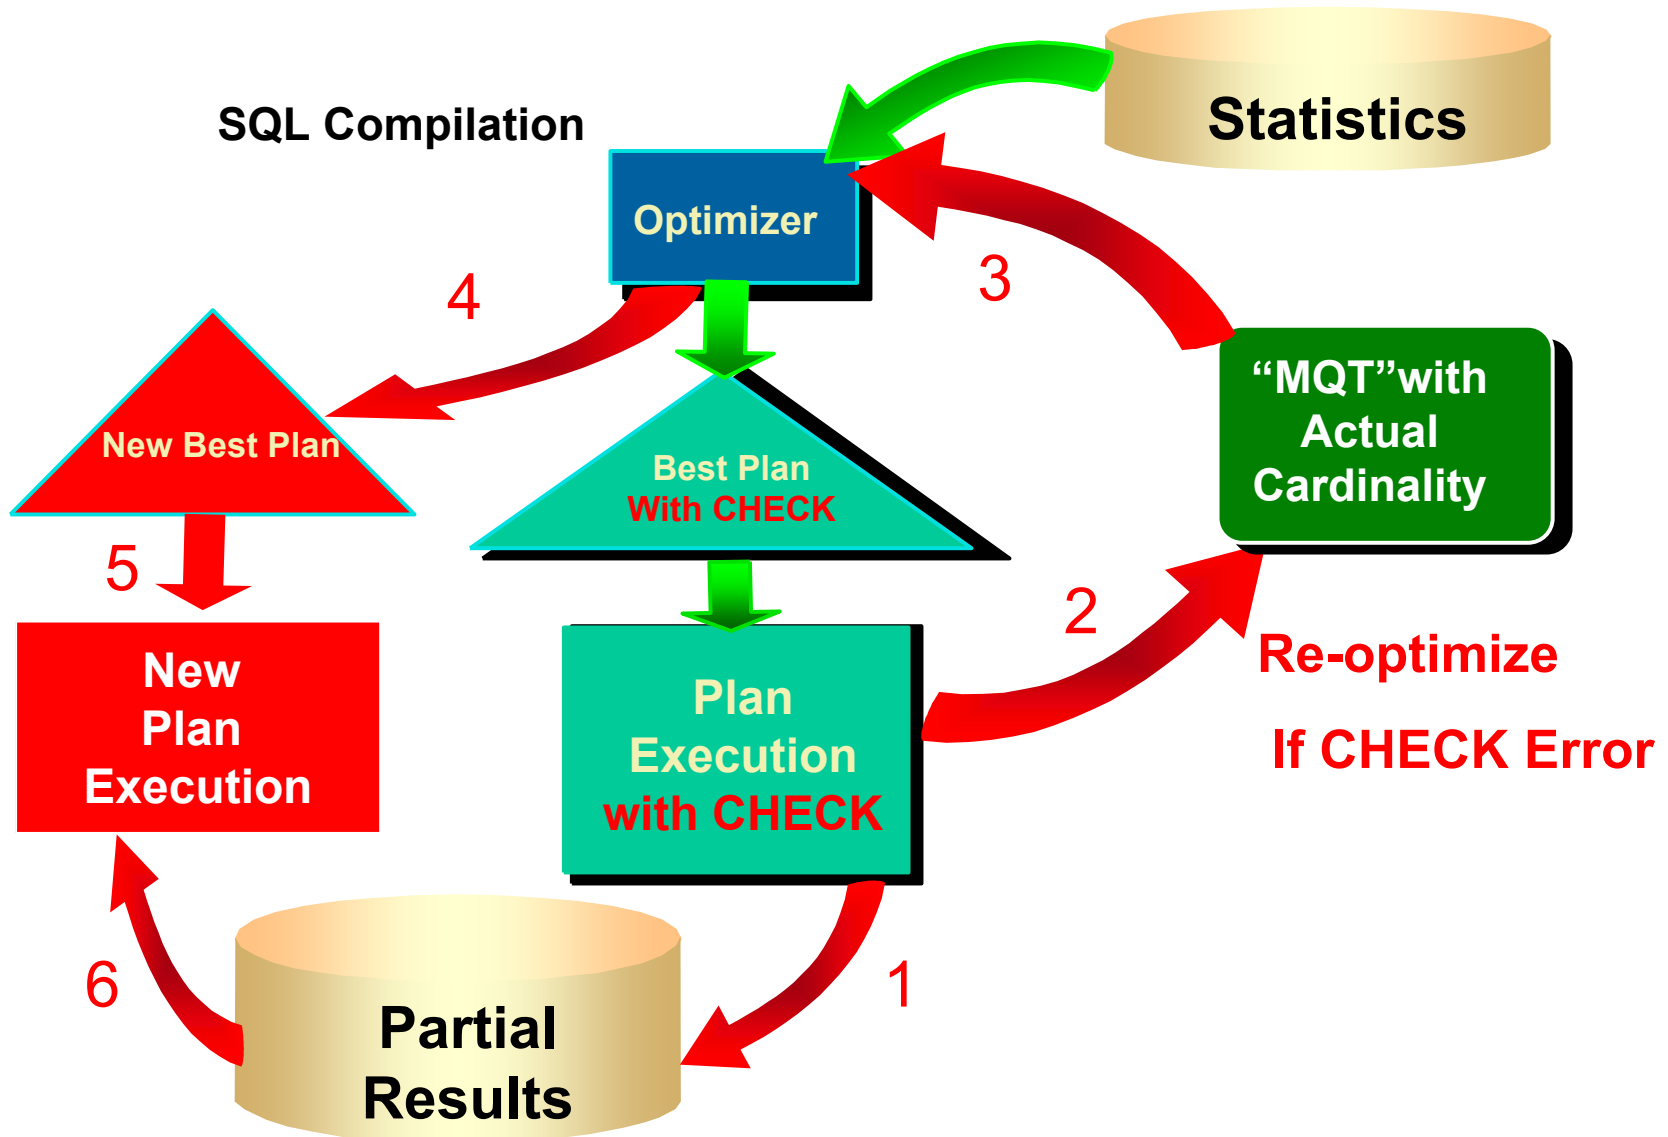 Statistics
SQL Compilation
Optimizer
3
4
“MQT”with
Actual
Cardinality
New Best Plan
Best Plan
With CHECK
5
2
Re-optimize
If CHECK Error
New
Plan
Execution
Plan
Execution
with CHECK
6
1
Partial
Results